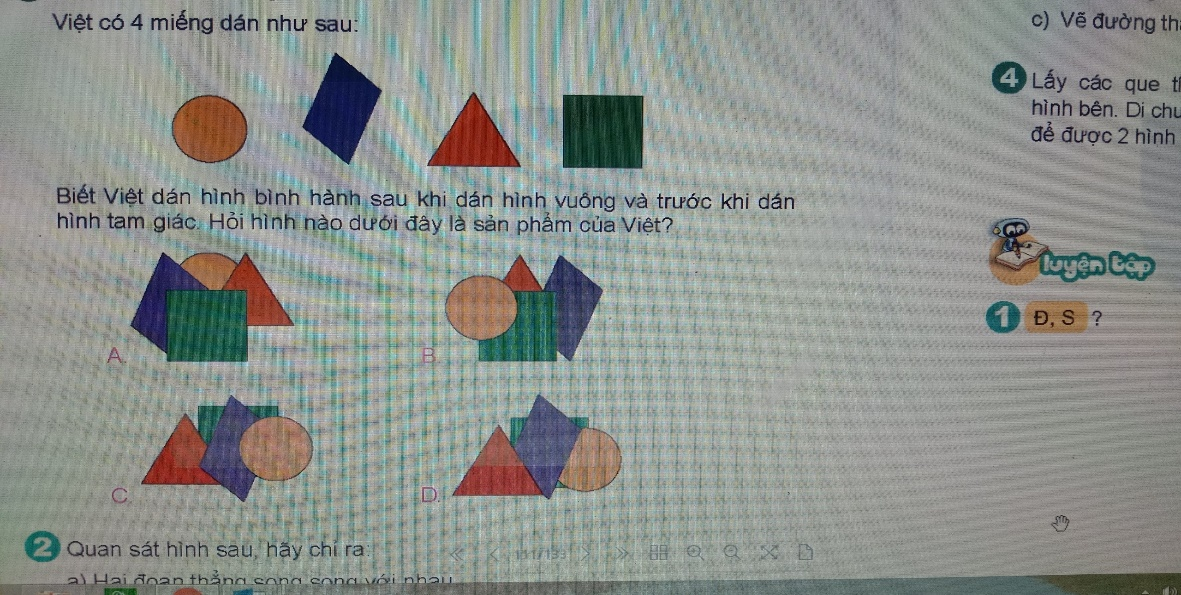 Việt có 4 miếng dán như sau:
Biết Việt dán hình bình hành sau khi dán hình vuông và trước khi dán
hình tam giác. Hỏi hình nào dưới đây là sản phẩm của Việt?
A.
B.
C.
D.
2 Quan sát hình sau, hãy chỉ ra:
a) Hai đoạn thẳng song song với nhau
c) Vẽ đường
4 Lấy các que
hình bên. Di
để được 2 hình
Luyện tập
1 Đ, S ?